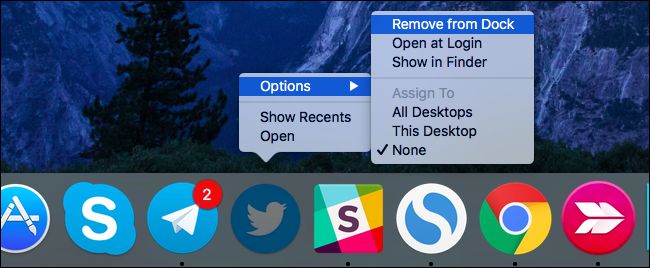 Options
Show Recents
Open
Remove from Dock
Open at Login
Show in Finder
Assign To
All Desktops
This Desktop
✓ None
S
2
S